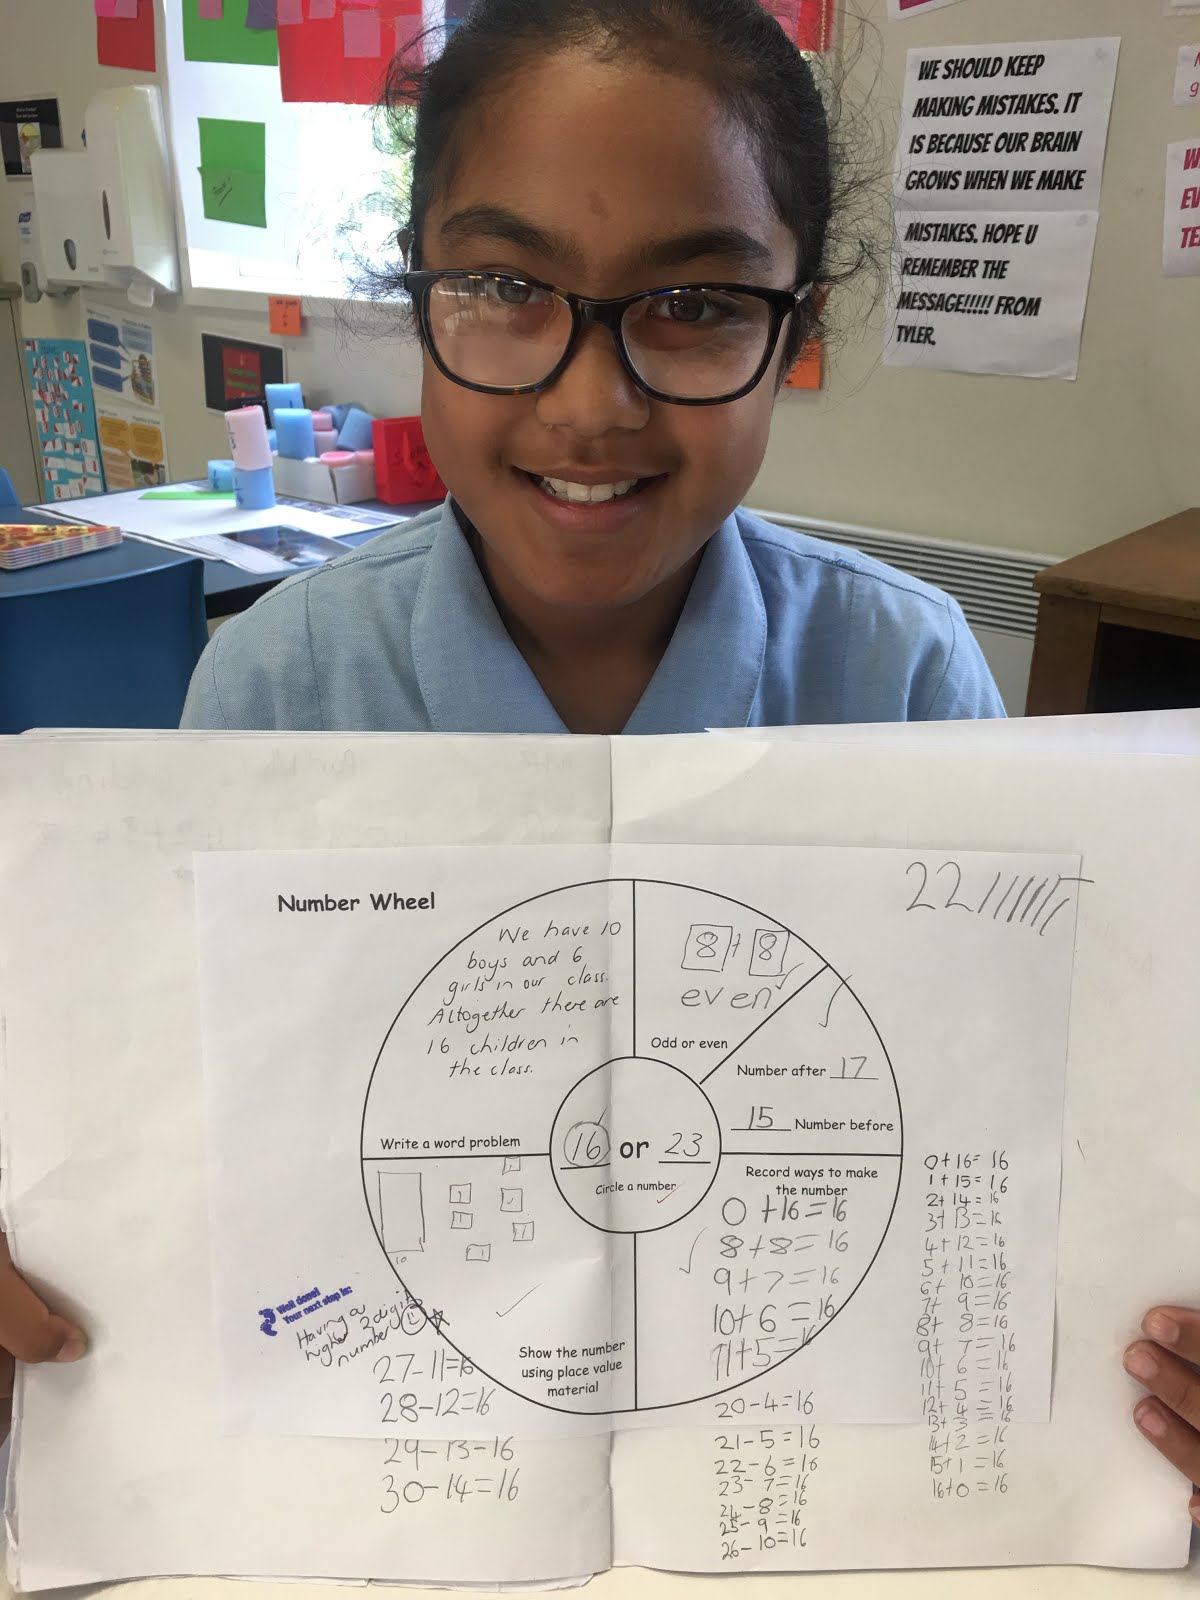 WE SHOULD KEEP
MAKING MISTAKES. IT
IS BECAUSE OUR BRAIN
GROWS WHEN WE MAKE
MISTAKES. HOPE U
REMEMBER THE
MESSAGE!!!!! FROM
TYLER.
Number Wheel
We have 10
boys and 6
girls in our class.
Altogether there are
16 children in
the class.
Write a word problem
8 + 8
even
Odd or even
Number after 17
15 Number before
16 or 23
Circle a number
Record ways to make
the number
0 + 16 = 16
8 + 8 = 16
9 + 7 = 16
10 + 6 = 16
11 + 5 = 16
20 - 4 = 16
21 - 5 = 16
22 - 6 = 16
23 - 7 = 16
24 - 8 = 16
25 - 9 = 16
26 - 10 = 16
10
Show the number
using place value
material
Well done!
Your next step is:
Having a
higher 2 digit
number
27 - 11 = 16
28 - 12 = 16
29 - 13 - 16
30 - 14 = 16
22
0 + 16 = 16
1 + 15 = 16
2 + 14 = 16
3 + 13 = 16
4 + 12 = 16
5 + 11 = 16
6 + 10 = 16
7 + 9 = 16
8 + 8 = 16
9 + 7 = 16
10 + 6 = 16
11 + 5 = 16
12 + 4 = 16
13 + 3 = 16
14 + 2 = 16
15 + 1 = 16
16 + 0 = 16